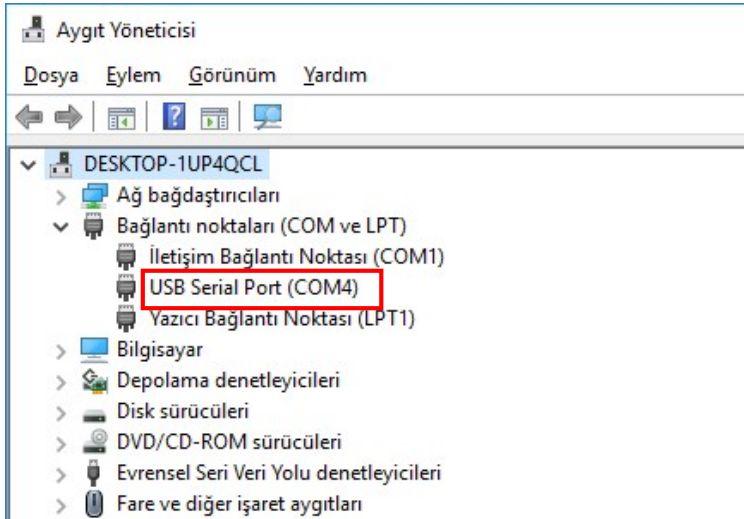 Aygıt Yöneticisi
Dosya Eylem Görünüm Yardım
DESKTOP-1UP4QCL
Ağ bağdaştırıcıları
Bağlantı noktaları (COM ve LPT)
İletişim Bağlantı Noktası (COM1)
USB Serial Port (COM4)
Yazıcı Bağlantı Noktası (LPT1)
Bilgisayar
Depolama denetleyicileri
Disk sürücüleri
DVD/CD-ROM sürücüleri
Evrensel Seri Veri Yolu denetleyicileri
Fare ve diğer işaret aygıtları